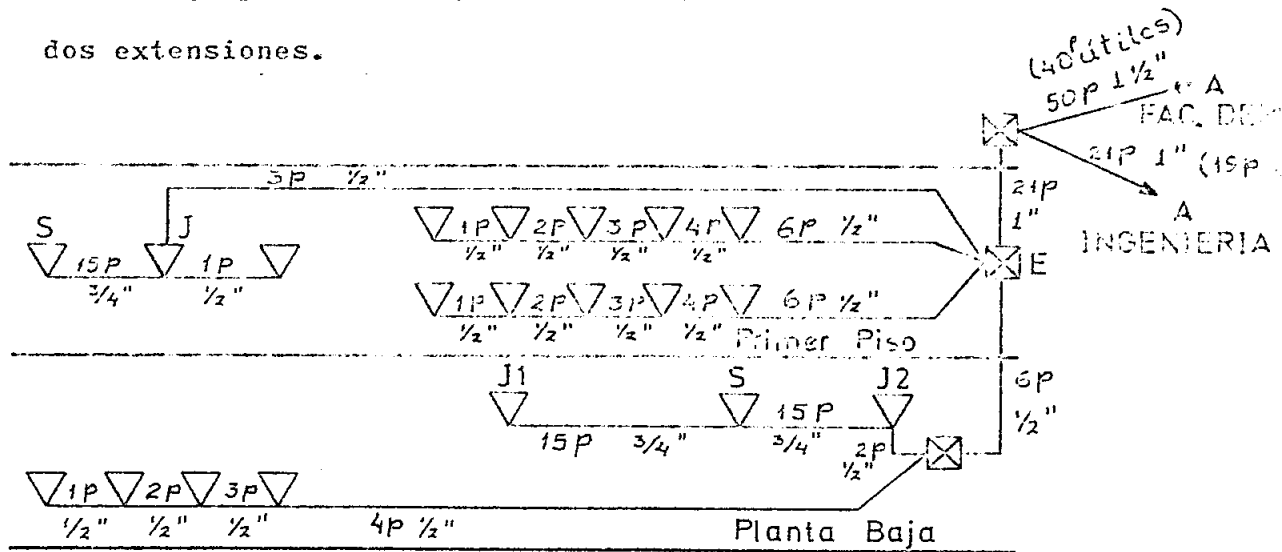 dos extensiones.
(40 útiles)
50P 1½"
A
21P 1" (19P
A
INGENIERIA
3P ½"
21P
1"
S J
1P 2P 3P 4P 6P ½"
½" ½" ½" ½"
15P 1P
¾" ½"
E
1P 2P 3P 4P 6P ½"
½" ½" ½" ½"
Primer Piso
J1 S J2
6P
½"
15P
15P ¾" ¾" 2P
½"
1P 2P 3P
½" ½" ½" 4P ½"
Planta Baja